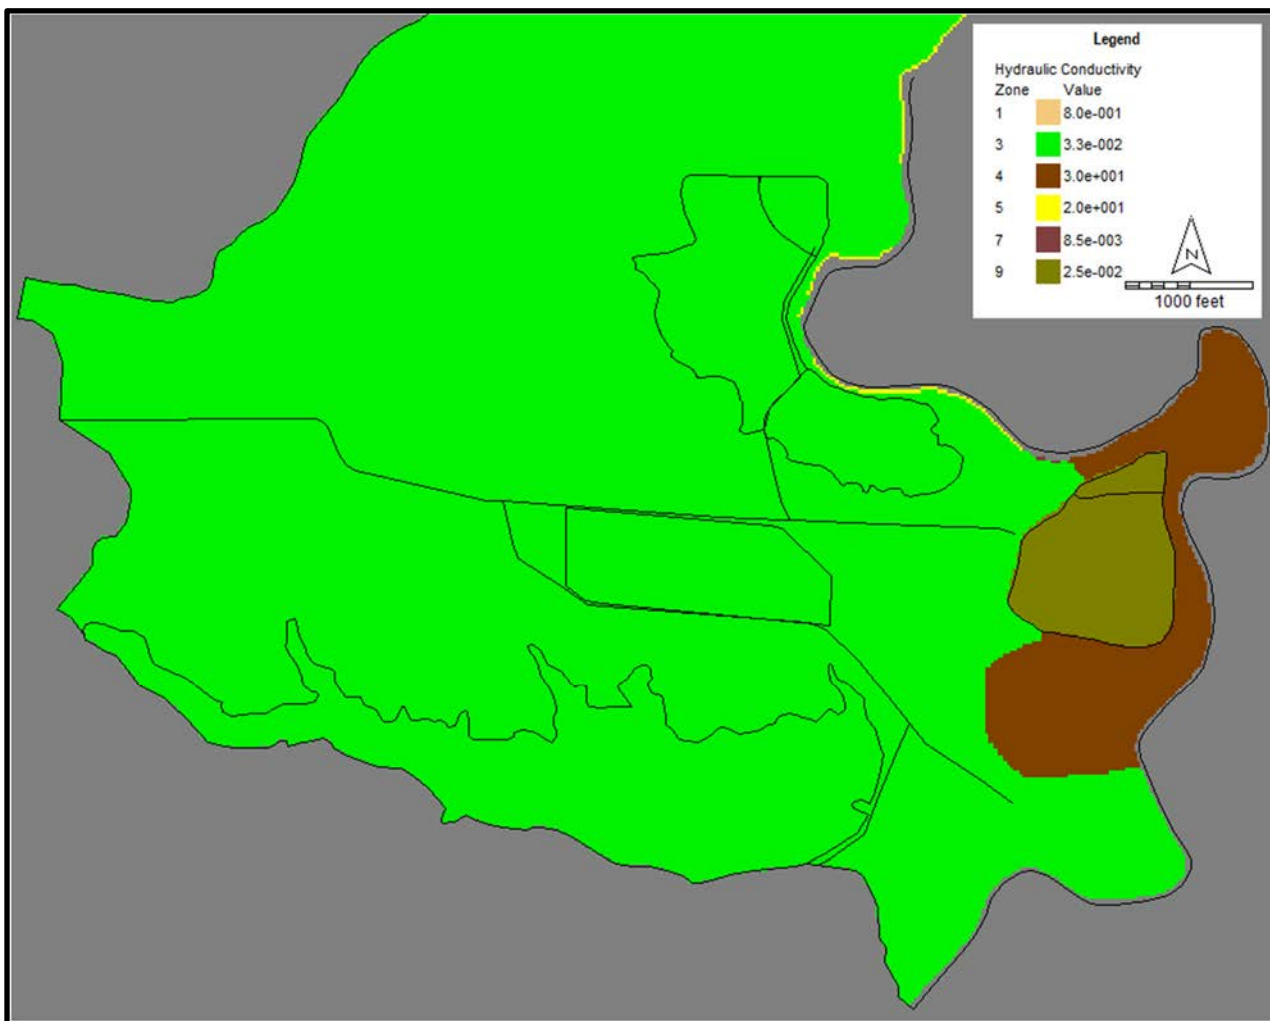 Legend
Hydraulic Conductivity
Zone Value
1 8.0e-001
3 3.3e-002
4 3.0e+001
5 2.0e+001
7 8.5e-003
9 2.5e-002
N
1000 feet